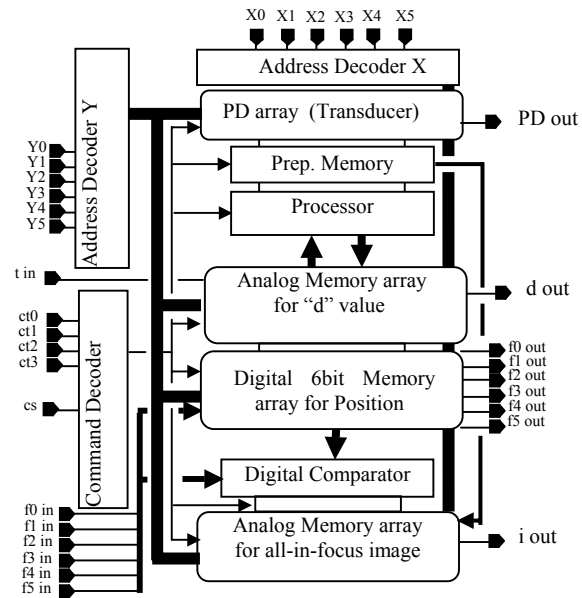 X0 X1 X2 X3 X4 X5
Address Decoder X
Address Decoder Y
PD array (Transducer)
PD out
Y0
Y1
Y2
Y3
Y4
Y5
Prep. Memory
Processor
t in
Analog Memory array
for “d” value
d out
Command Decoder
ct0
ct1
ct2
ct3
cs
Digital 6bit Memory
array for Position
f0 out
f1 out
f2 out
f3 out
f4 out
f5 out
Digital Comparator
f0 in
f1 in
f2 in
f3 in
f4 in
f5 in
Analog Memory array
for all-in-focus image
i out